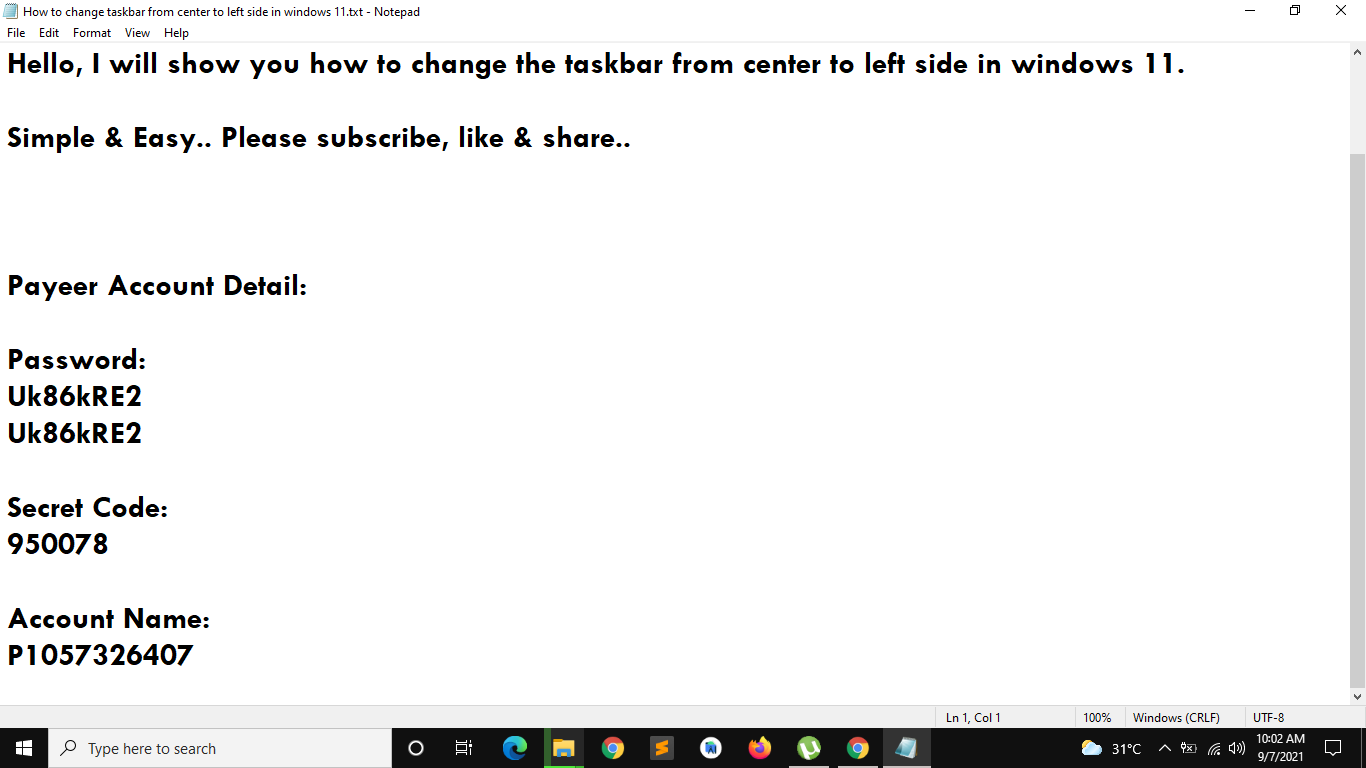 How to change taskbar from center to left side in windows 11.txt - Notepad
File Edit Format View Help
Hello, I will show you how to change the taskbar from center to left side in windows 11.
Simple & Easy.. Please subscribe, like & share..
Payeer Account Detail:
Password:
Uk86kRE2
Uk86kRE2
Secret Code:
950078
Account Name:
P1057326407
Ln 1, Col 1 100% Windows (CRLF) UTF-8
Type here to search 31°C 10:02 AM
9/7/2021